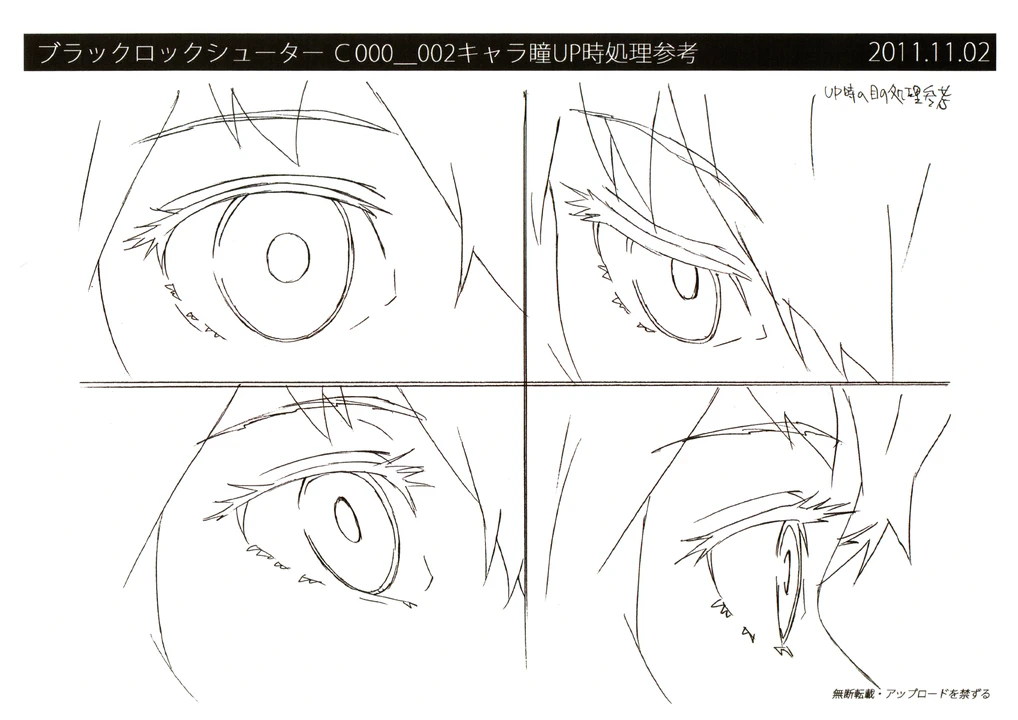 ブラックロックシューター C000__002キャラ瞳UP時処理参考 2011.11.02
UP時の目の処理参考
無断転載・アップロードを禁ずる